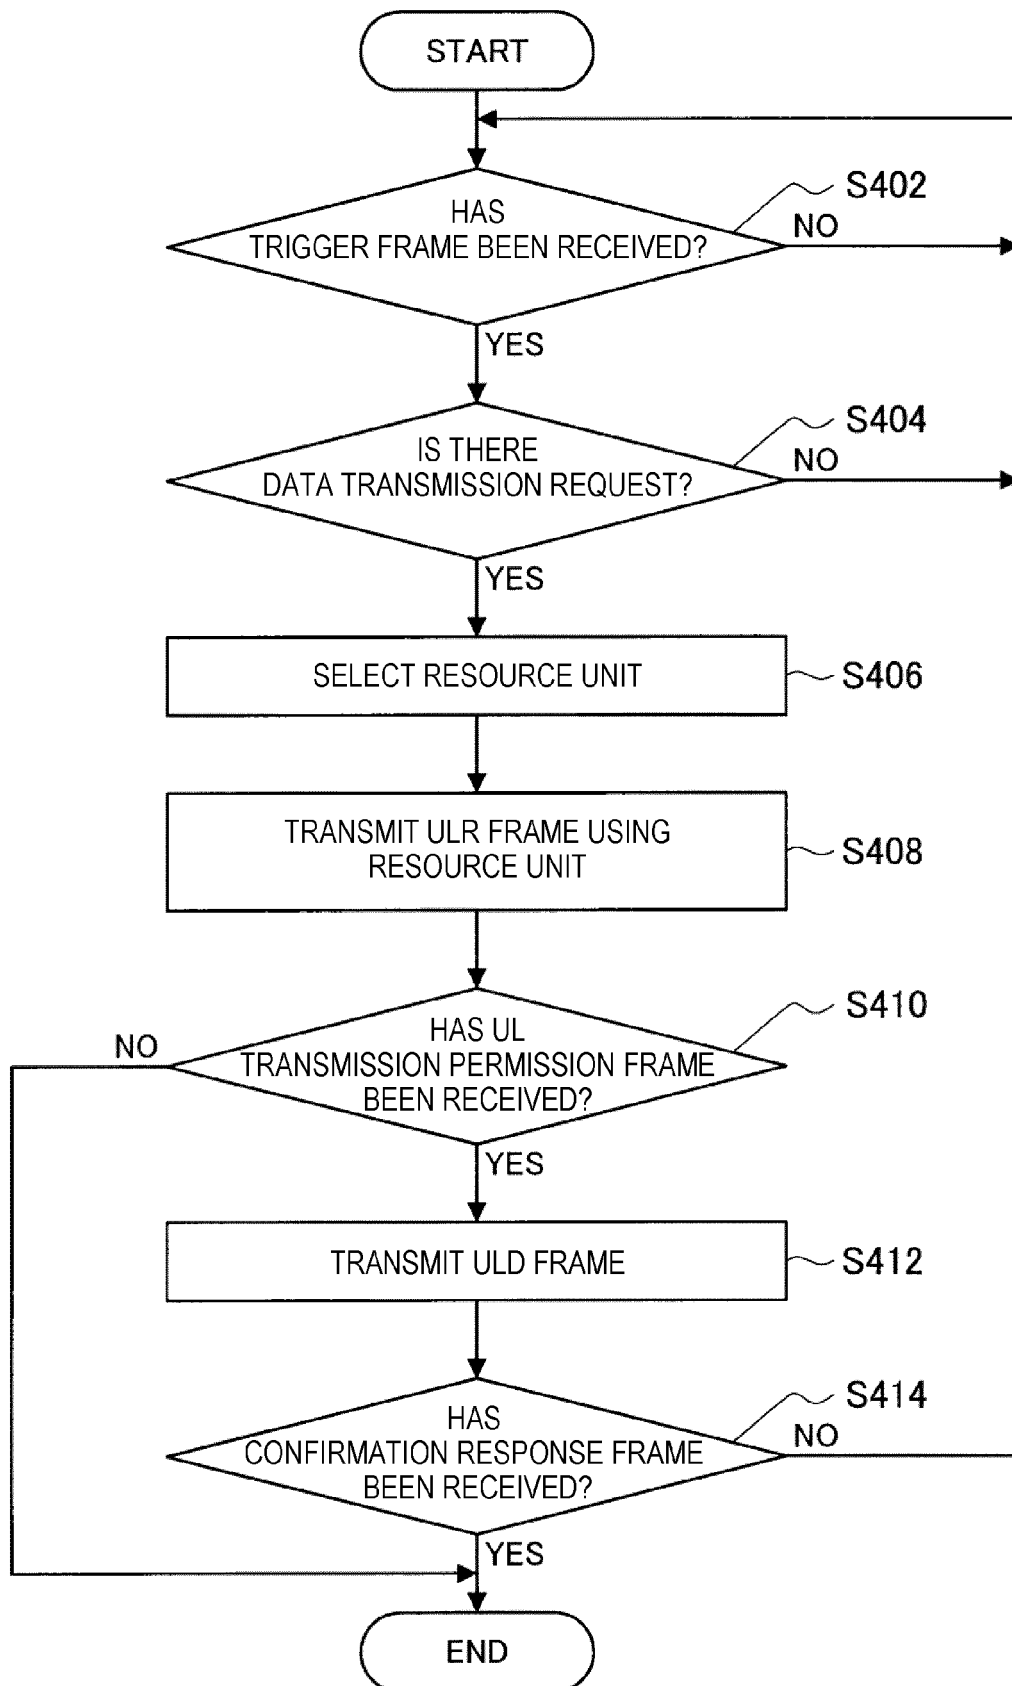 START
S402
HAS
TRIGGER FRAME BEEN RECEIVED?
NO
YES
S404
IS THERE
DATA TRANSMISSION REQUEST?
NO
YES
SELECT RESOURCE UNIT
S406
TRANSMIT ULR FRAME USING
RESOURCE UNIT
S408
S410
HAS UL
TRANSMISSION PERMISSION FRAME
BEEN RECEIVED?
NO
YES
TRANSMIT ULD FRAME
S412
S414
HAS
CONFIRMATION RESPONSE FRAME
BEEN RECEIVED?
NO
YES
END